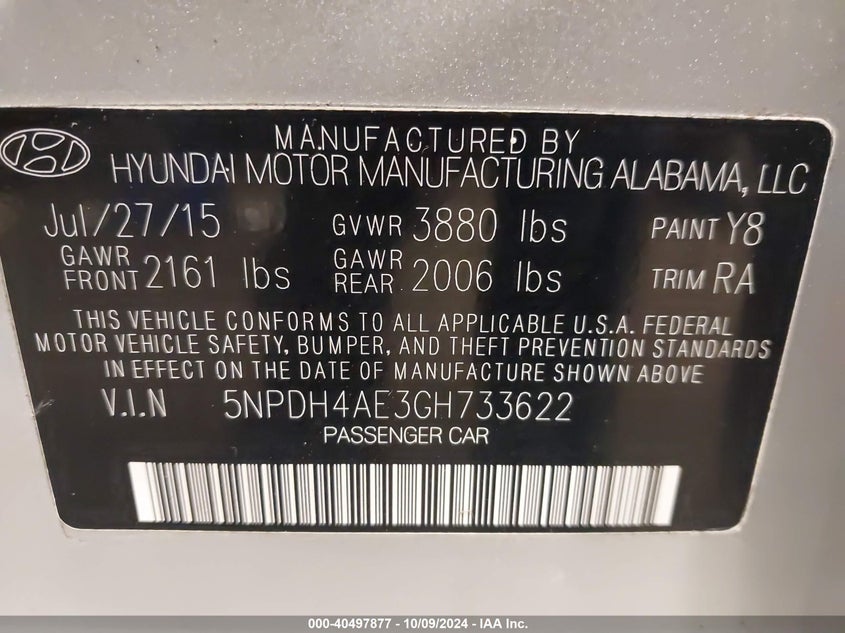 MANUFACTURED BY
HYUNDAI MOTOR MANUFACTURING ALABAMA, LLC
Jul/27/15 GVWR 3880 lbs PAINT Y8
GAWR FRONT 2161 lbs GAWR REAR 2006 lbs TRIM RA
THIS VEHICLE CONFORMS TO ALL APPLICABLE U.S.A. FEDERAL
MOTOR VEHICLE SAFETY, BUMPER, AND THEFT PREVENTION STANDARDS
IN EFFECT ON THE DATE OF MANUFACTURE SHOWN ABOVE
V.I.N 5NPDH4AE3GH733622
PASSENGER CAR
000-40497877 - 10/09/2024 - IAA Inc.